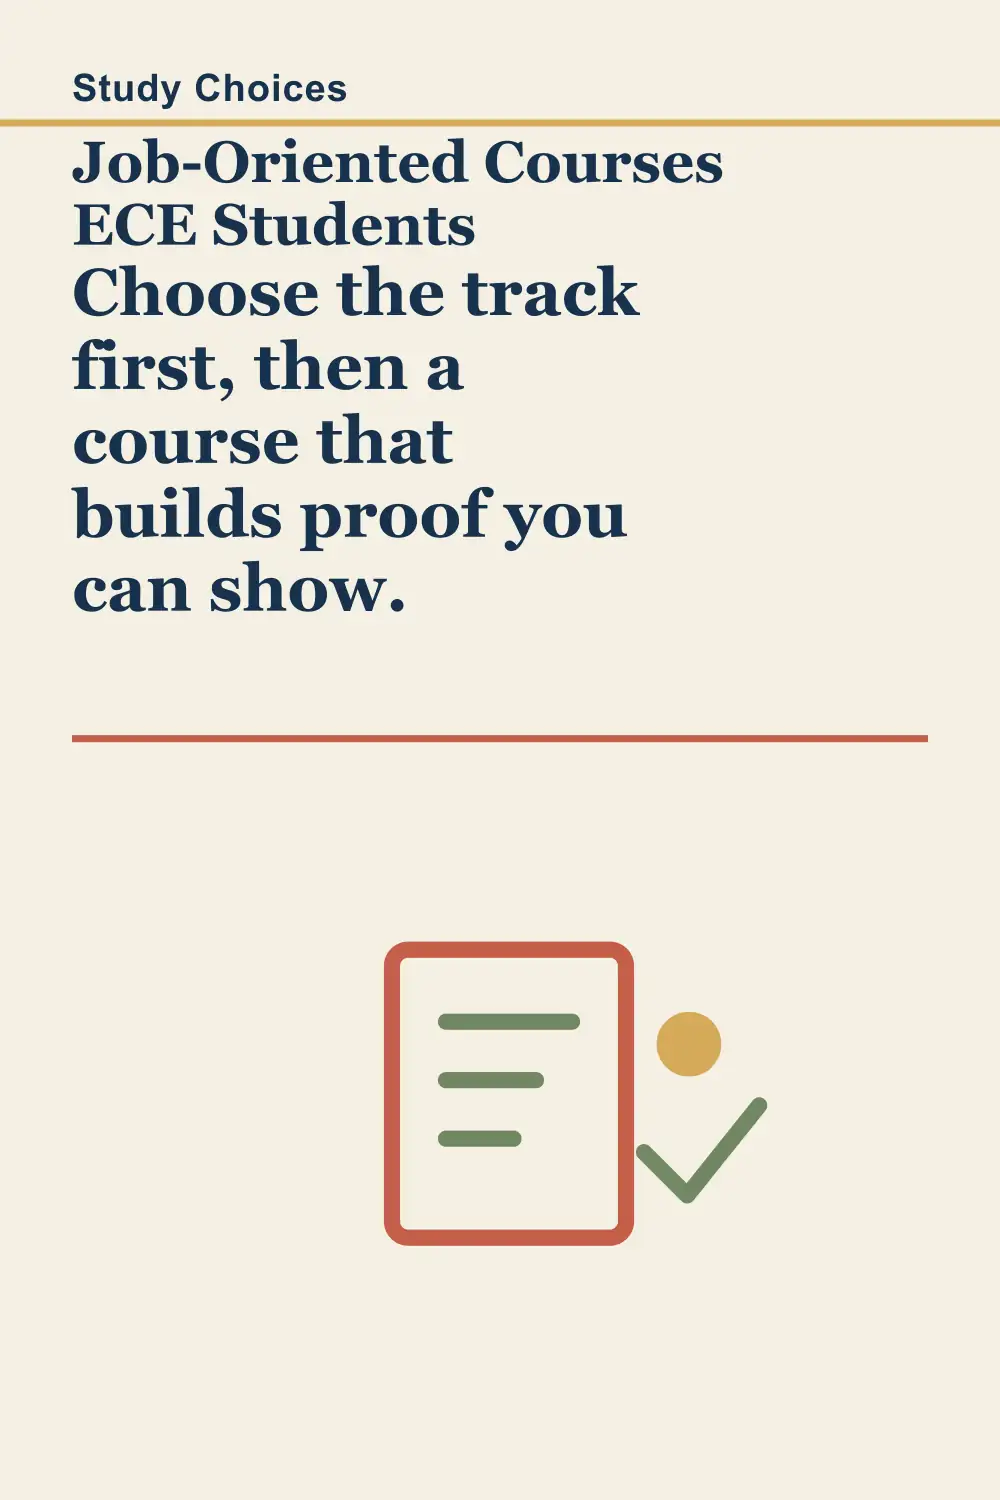 Study Choices
Job-Oriented Courses
ECE Students
Choose the track
first, then a
course that
builds proof you
can show.